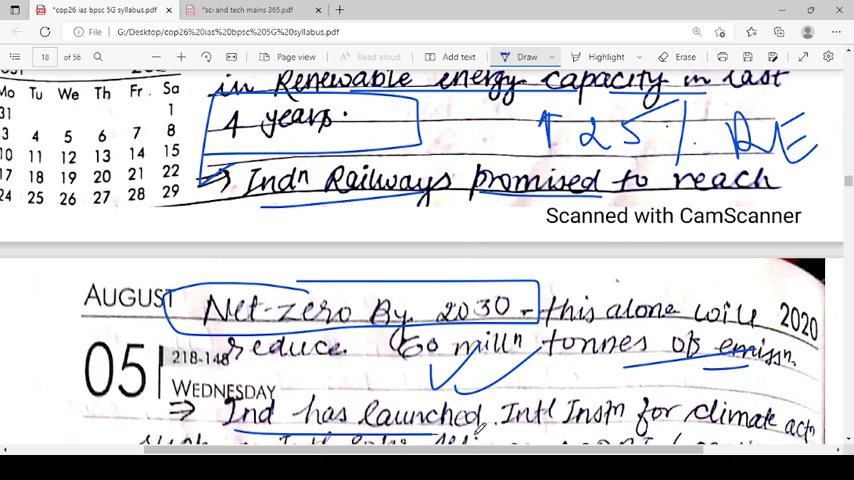 *cop26 ias bpsc 5G syllabus.pdf
*sci and tech mains 365.pdf
File
G:/Desktop/cop26%20ias%20bpsc%205G%20syllabus.pdf
18 of 56
Page view
Read aloud
Add text
Draw
Highlight
Erase
in Renewable energy capacity in last
4 years.
↑ 25% RE
Mo Tu We Th Fr Sa
31 1
3 4 5 6 7 8
10 11 12 13 14 15
17 18 19 20 21 22
24 25 26 27 28 29
⇒ Indn Railways promised to reach
Scanned with CamScanner
AUGUST
2020
Net-zero By 2030 - this alone will
reduce 60 milln tonnes of emissn.
05
218-148
WEDNESDAY
⇒ Ind has launched Intl Instn for climate actn